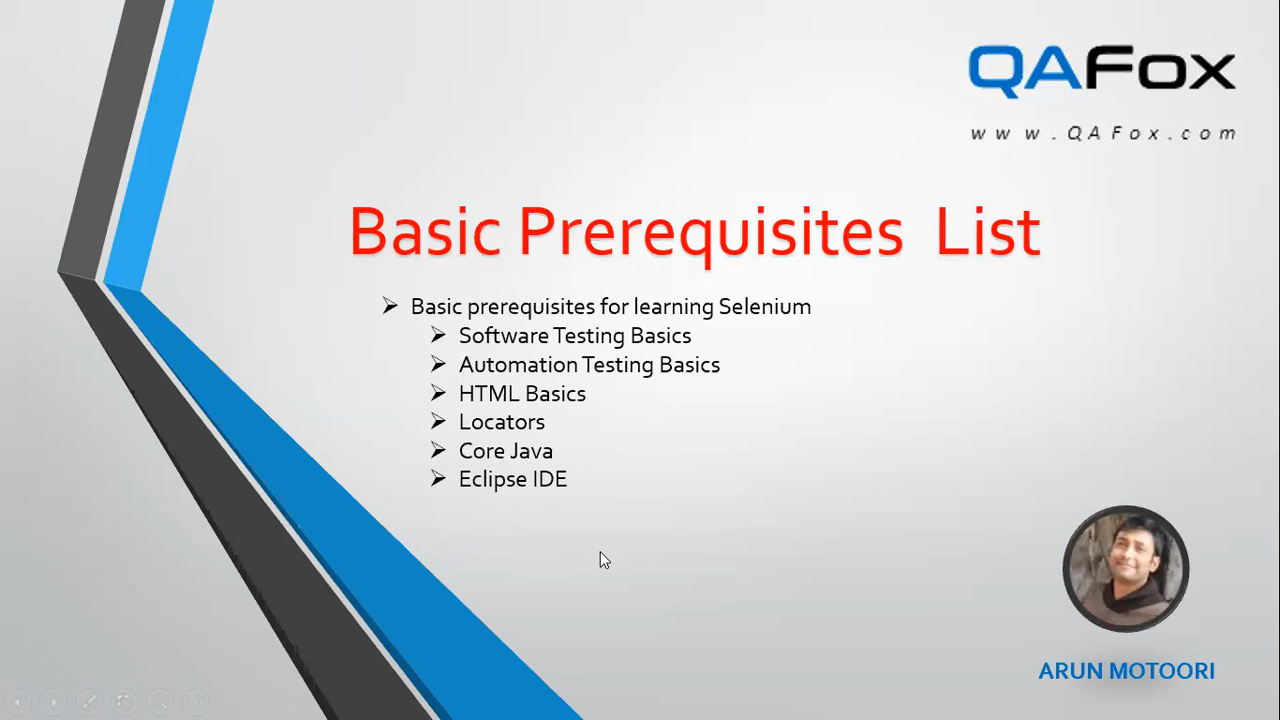 QAFox
www.QAFox.com
Basic Prerequisites List
Basic prerequisites for learning Selenium
Software Testing Basics
Automation Testing Basics
HTML Basics
Locators
Core Java
Eclipse IDE
ARUN MOTOORI